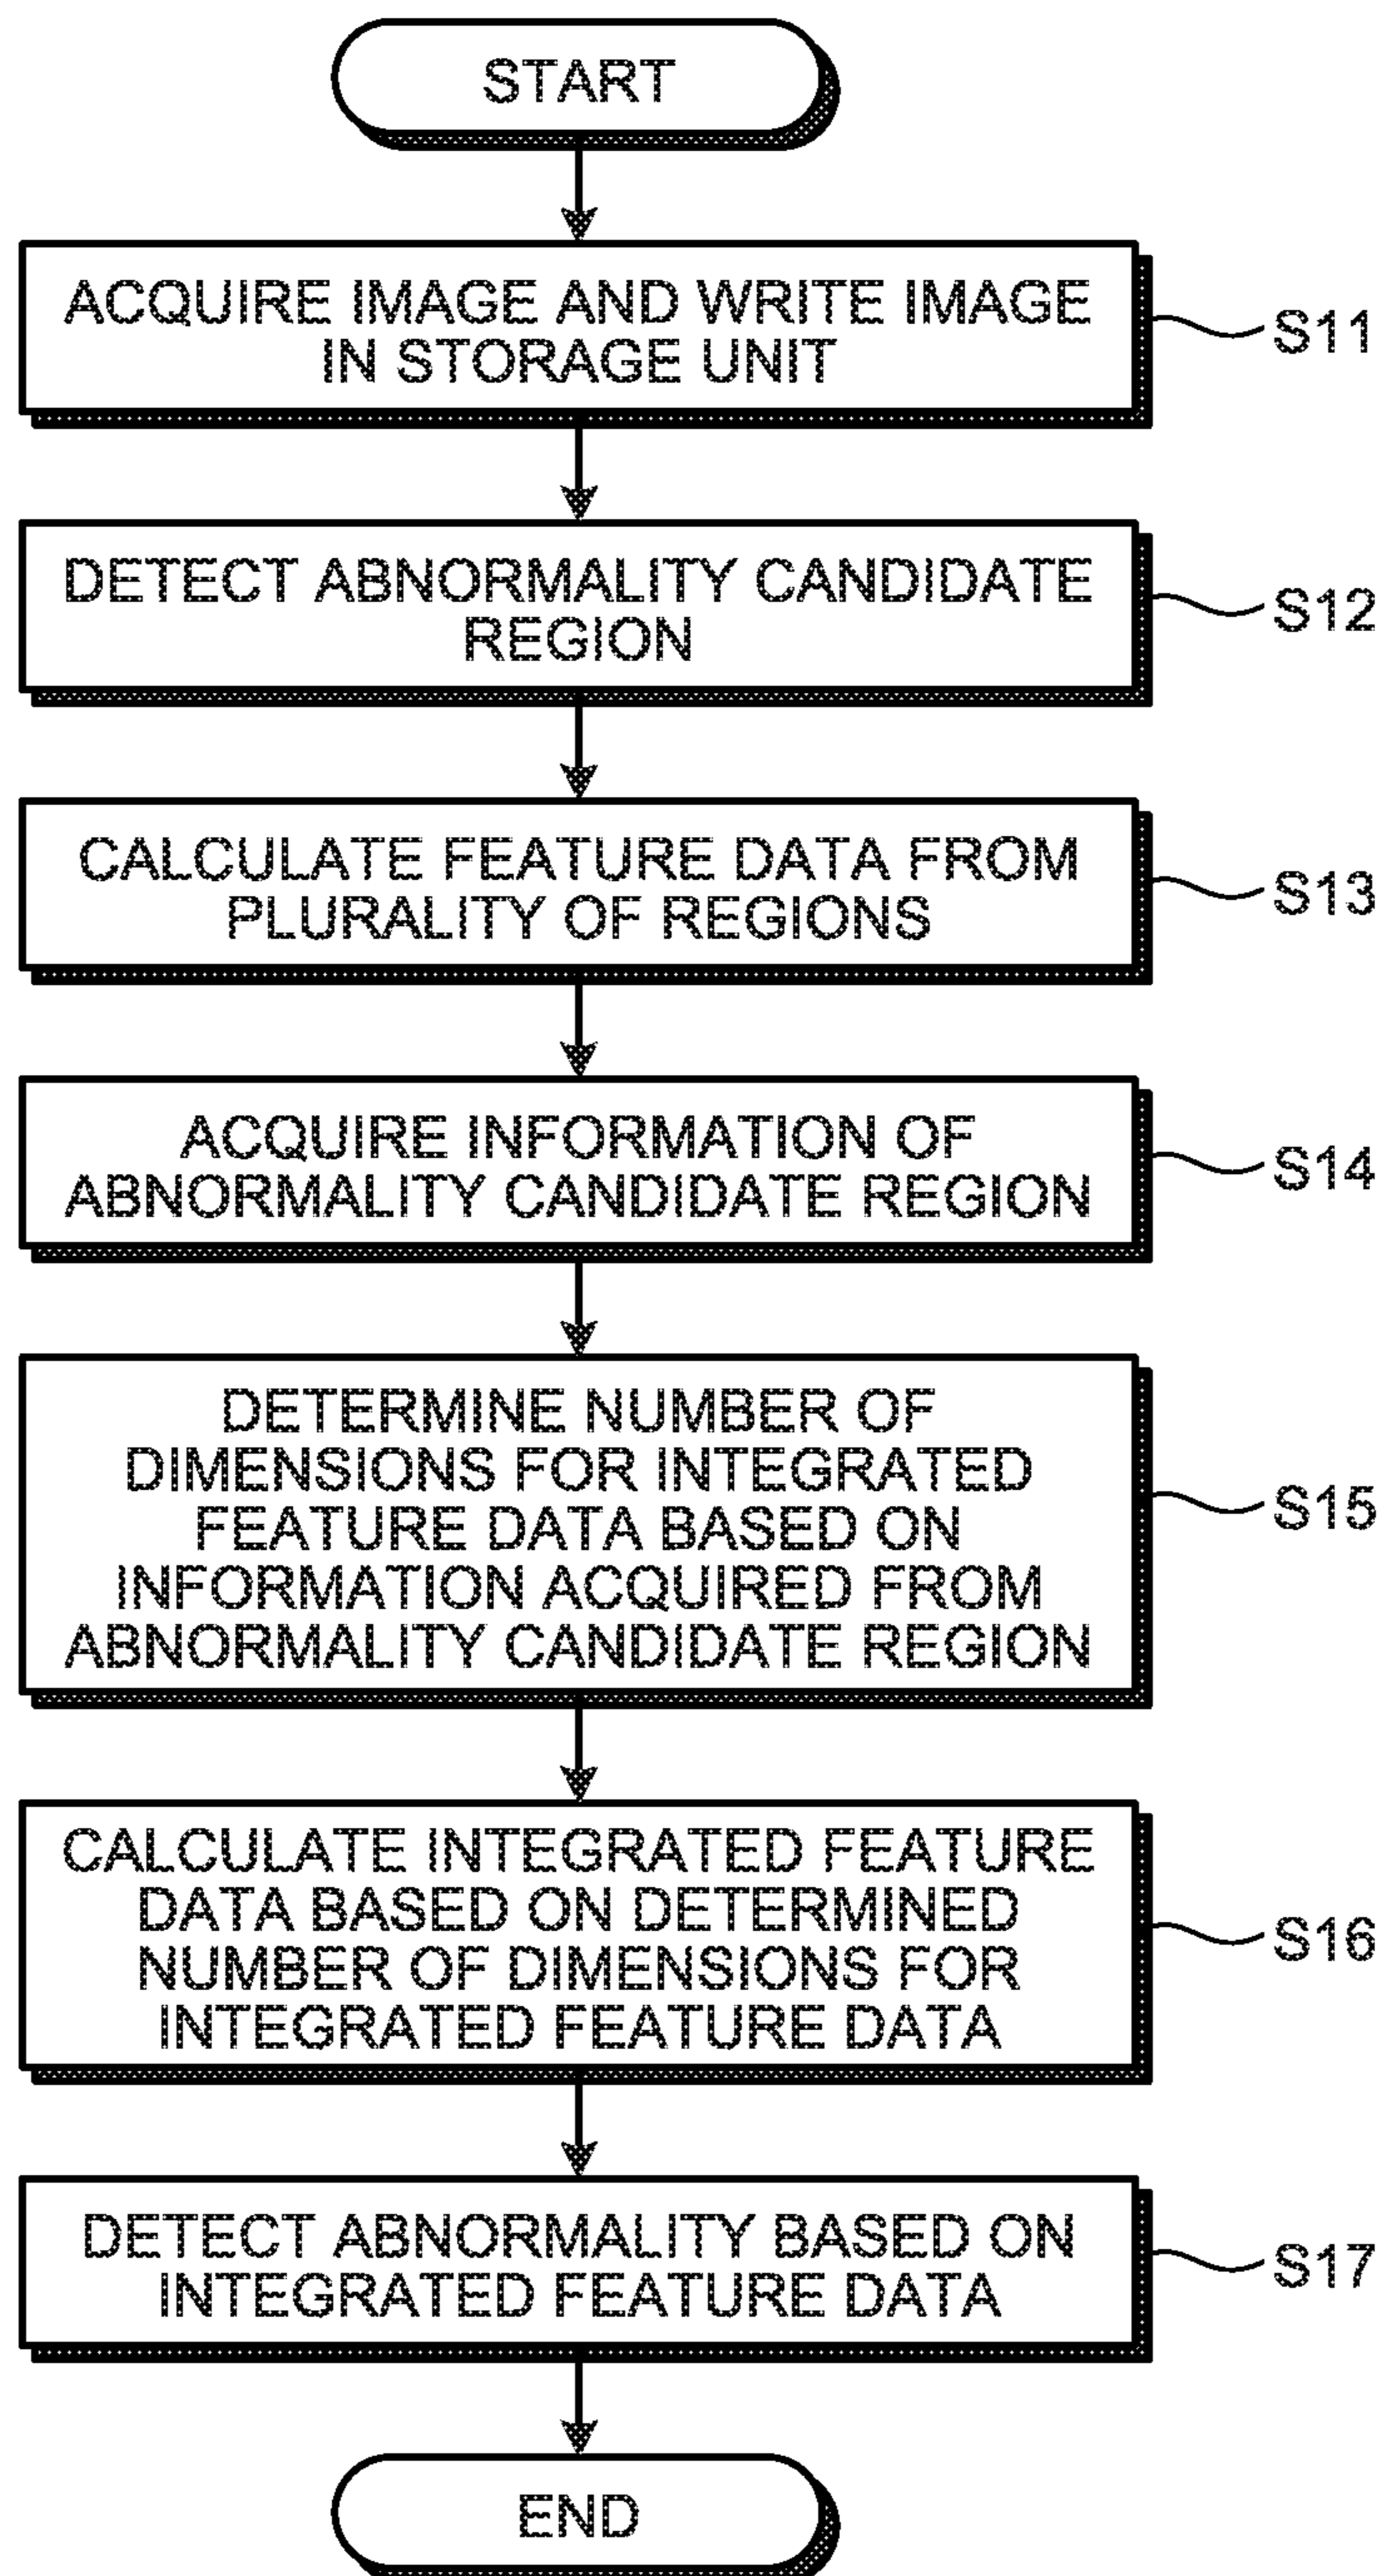 START
ACQUIRE IMAGE AND WRITE IMAGE
IN STORAGE UNIT
S11
DETECT ABNORMALITY CANDIDATE
REGION
S12
CALCULATE FEATURE DATA FROM
PLURALITY OF REGIONS
S13
ACQUIRE INFORMATION OF
ABNORMALITY CANDIDATE REGION
S14
DETERMINE NUMBER OF
DIMENSIONS FOR INTEGRATED
FEATURE DATA BASED ON
INFORMATION ACQUIRED FROM
ABNORMALITY CANDIDATE REGION
S15
CALCULATE INTEGRATED FEATURE
DATA BASED ON DETERMINED
NUMBER OF DIMENSIONS FOR
INTEGRATED FEATURE DATA
S16
DETECT ABNORMALITY BASED ON
INTEGRATED FEATURE DATA
S17
END